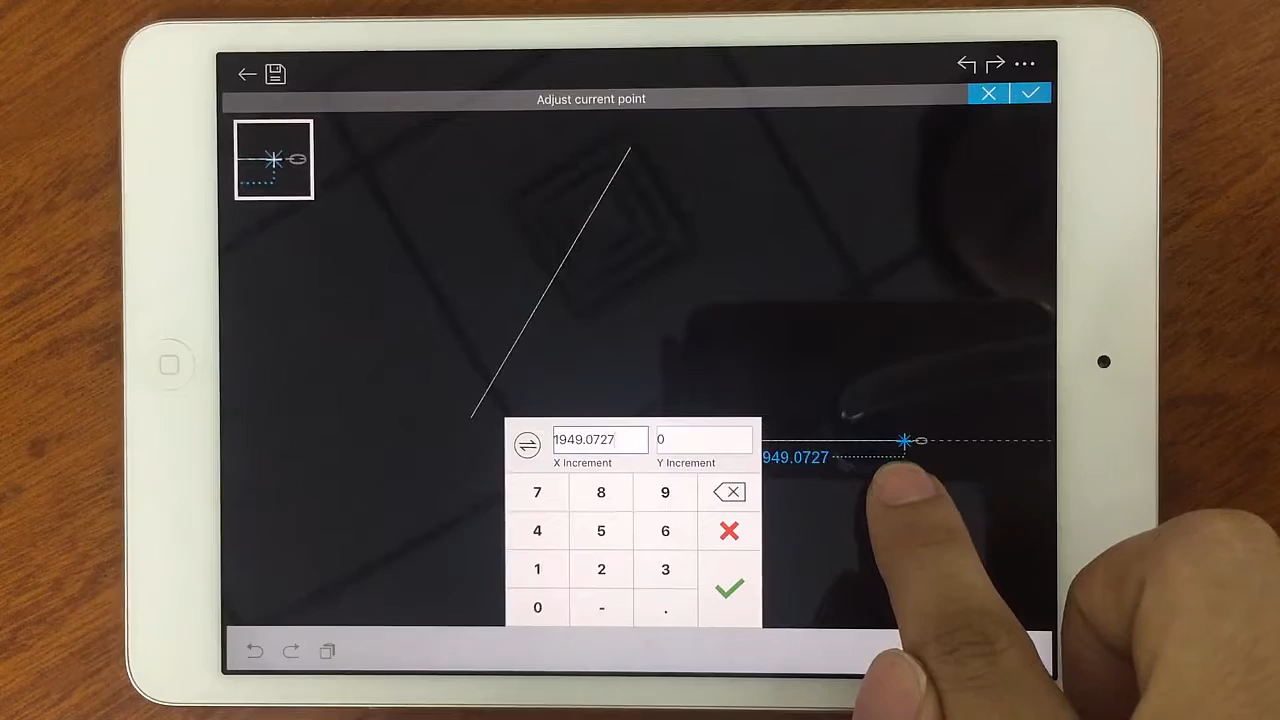 Adjust current point
1949.0727 0
X Increment Y Increment
949.0727
7 8 9
4 5 6
1 2 3
0 - .